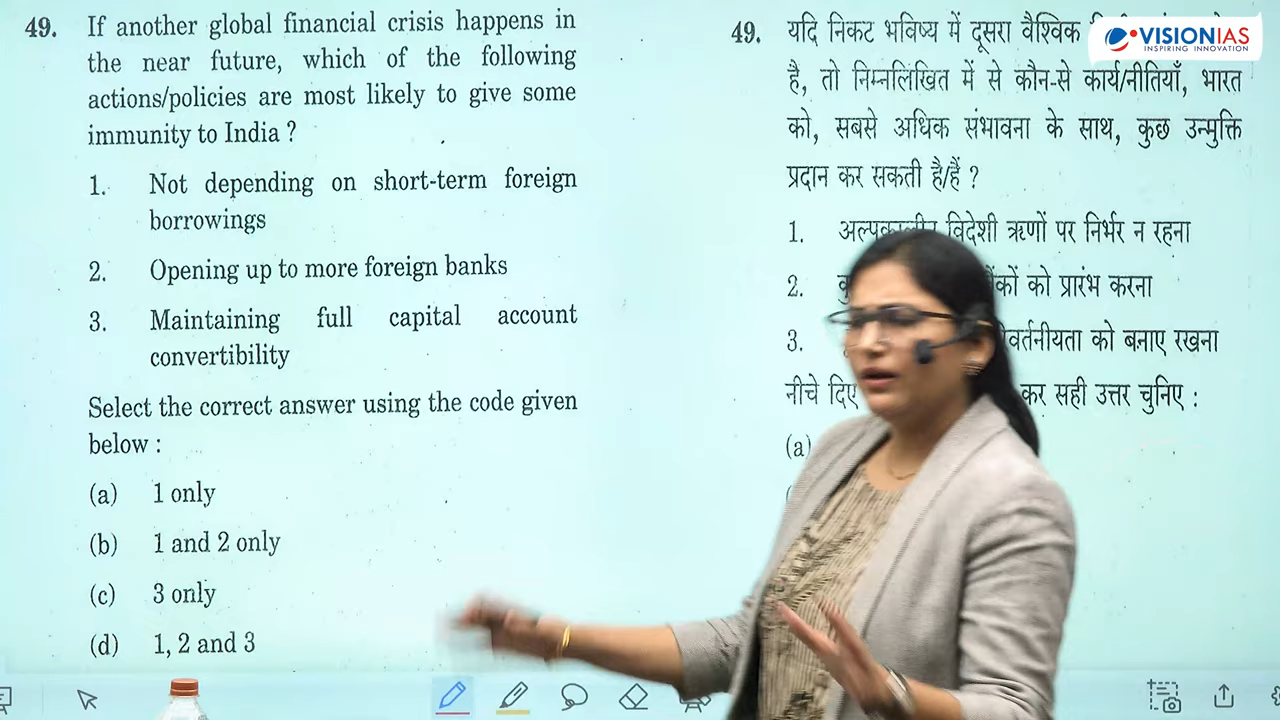 49. If another global financial crisis happens in
the near future, which of the following
actions/policies are most likely to give some
immunity to India ?
1. Not depending on short-term foreign
borrowings
2. Opening up to more foreign banks
3. Maintaining full capital account
convertibility
Select the correct answer using the code given
below :
(a) 1 only
(b) 1 and 2 only
(c) 3 only
(d) 1, 2 and 3
49. यदि निकट भविष्य में दूसरा वैश्विक
है, तो निम्नलिखित में से कौन-से कार्य/नीतियाँ, भारत
को, सबसे अधिक संभावना के साथ, कुछ उन्मुक्ति
प्रदान कर सकती है/हैं ?
1. विदेशी ऋणों पर निर्भर न रहना
2. को प्रारंभ करना
3. को बनाए रखना
नीचे दिए कर सही उत्तर चुनिए :
(a)
VISIONIAS
INSPIRING INNOVATION